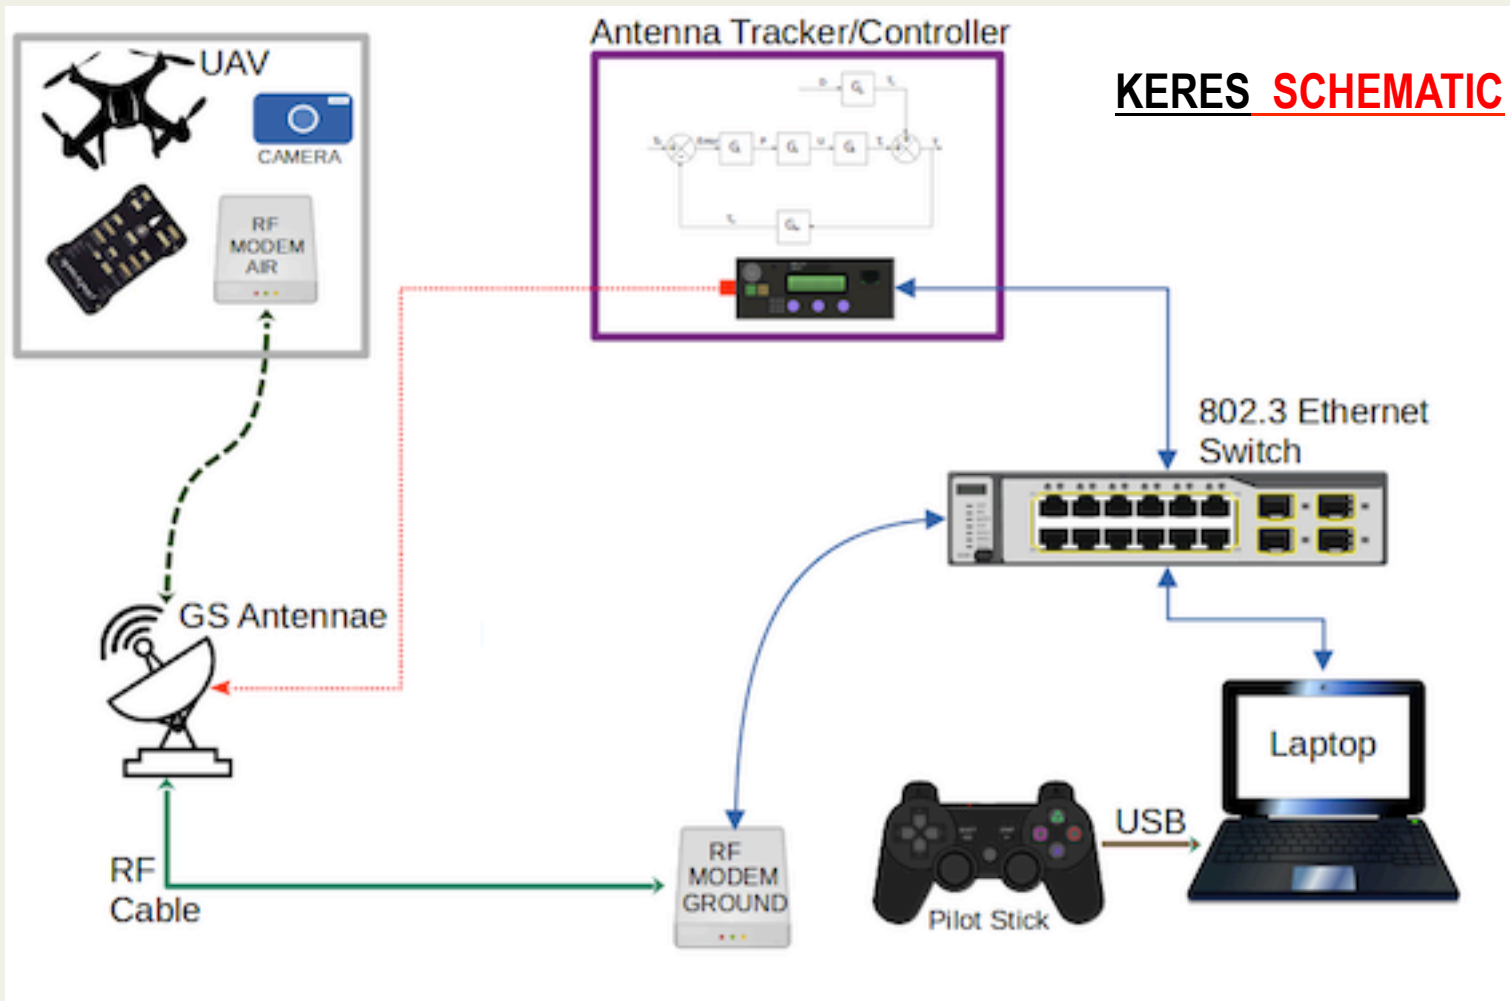 Antenna Tracker/Controller
KERES SCHEMATIC
UAV
CAMERA
RF
MODEM
AIR
Error
P
U
802.3 Ethernet
Switch
GS Antennae
RF
Cable
RF
MODEM
GROUND
Pilot Stick
USB
Laptop